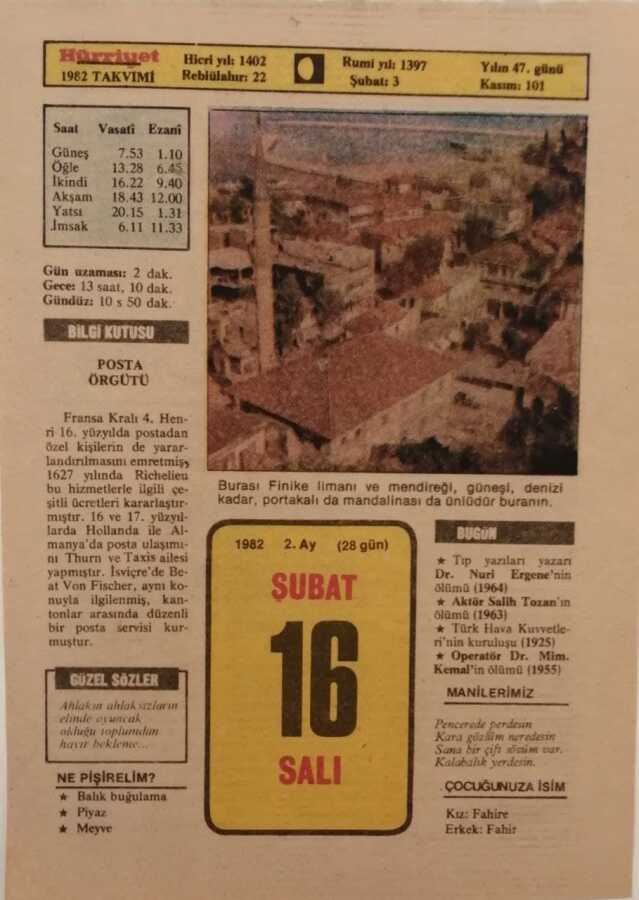 Hürriyet
1982 TAKVİMİ
Hicri yıl: 1402
Rebiülahır: 22
Rumi yıl: 1397
Şubat: 3
Yılın 47. günü
Kasım: 101
Saat Vasatî Ezanî
Güneş 7.53 1.10
Öğle 13.28 6.45
İkindi 16.22 9.40
Akşam 18.43 12.00
Yatsı 20.15 1.31
İmsak 6.11 11.33
Gün uzaması: 2 dak.
Gece: 13 saat, 10 dak.
Gündüz: 10 s 50 dak.
BİLGİ KUTUSU
POSTA
ÖRGÜTÜ
Fransa Kralı 4. Hen-
ri 16. yüzyılda postadan
özel kişilerin de yarar-
landırılmasını emretmiş,
1627 yılında Richelieu
bu hizmetlerle ilgili çe-
şitli ücretleri kararlaştır-
mıştır. 16 ve 17. yüzyıl-
larda Hollanda ile Al-
manya'da posta ulaşımı-
nı Thurn ve Taxis ailesi
yapmıştır. İsviçre'de Be-
at Von Fischer, aynı ko-
nuyla ilgilenmiş, kan-
tonlar arasında düzenli
bir posta servisi kur-
muştur.
GÜZEL SÖZLER
Ahlakın ahlaksızların
elinde oyuncak
olduğu toplumdan
hayır bekleme...
NE PİŞİRELİM?
★ Balık buğulama
★ Piyaz
★ Meyve
Burası Finike limanı ve mendireği, güneşi, denizi
kadar, portakalı da mandalinası da ünlüdür buranın.
1982 2. Ay (28 gün)
ŞUBAT
16
SALI
BUGÜN
★ Tıp yazıları yazarı
Dr. Nuri Ergene'nin
ölümü (1964)
★ Aktör Salih Tozan'ın
ölümü (1963)
★ Türk Hava Kuvvetle-
ri'nin kuruluşu (1925)
★ Operatör Dr. Mim.
Kemal'in ölümü (1955)
MANİLERİMİZ
Pencerede perdesin
Kara gözlüm neredesin
Sana bir çift sözüm var.
Kalabalık yerdesin.
ÇOCUĞUNUZA İSİM
Kız: Fahire
Erkek: Fahir